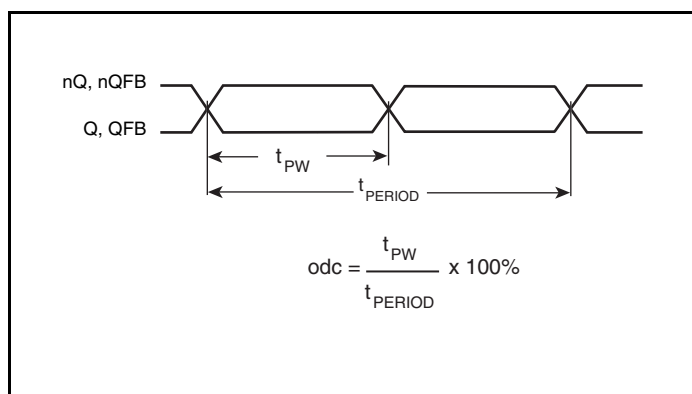 nQ, nQFB
Q, QFB
tPW
tPERIOD
odc = tPW / tPERIOD x 100%